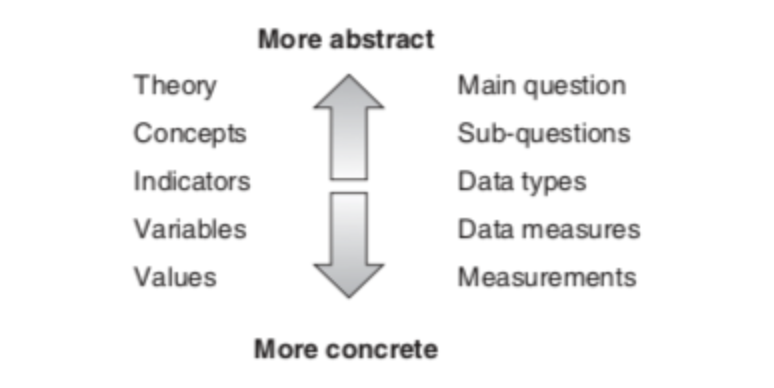 More abstract
Theory Main question
Concepts Sub-questions
Indicators Data types
Variables Data measures
Values Measurements
More concrete